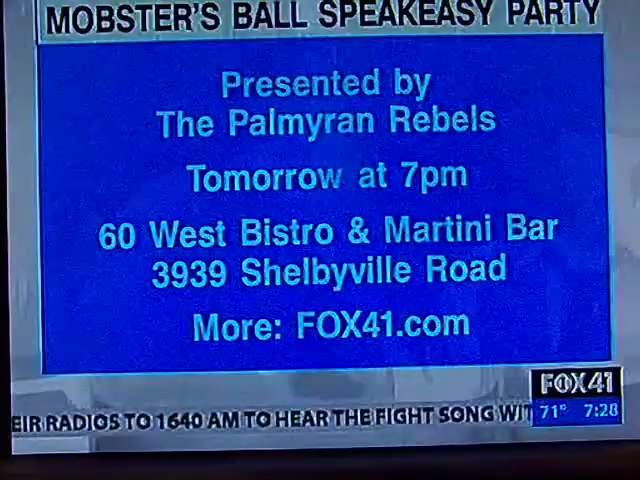 MOBSTER'S BALL SPEAKEASY PARTY
Presented by
The Palmyran Rebels
Tomorrow at 7pm
60 West Bistro & Martini Bar
3939 Shelbyville Road
More: FOX41.com
FOX41
EIR RADIOS TO 1640 AM TO HEAR THE FIGHT SONG WIT
71° 7:28